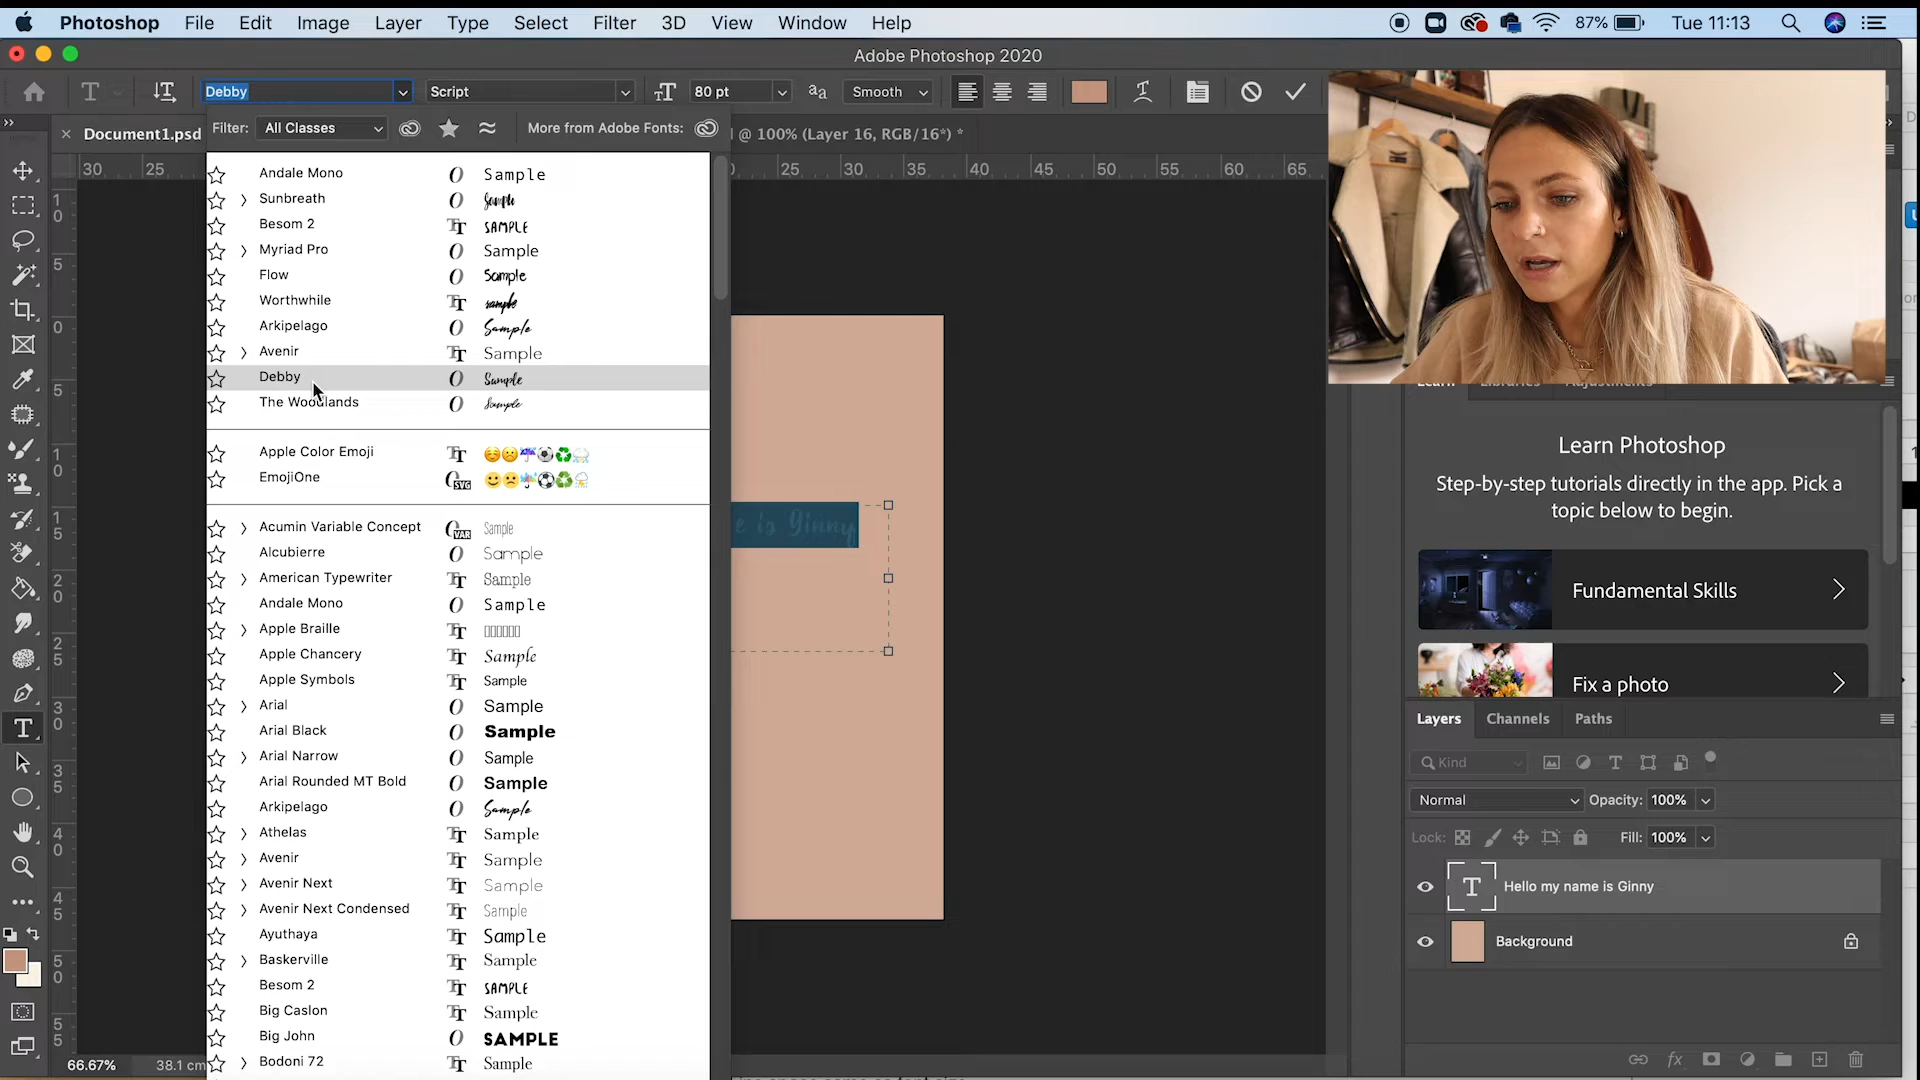 Photoshop File Edit Image Layer Type Select Filter 3D View Window Help 87% Tue 11:13
Adobe Photoshop 2020
Debby Script 80 pt Smooth
Document1.psd Filter: All Classes More from Adobe Fonts: @ 100% (Layer 16, RGB/16*) *
30 25 25 30 35 40 45 50 55 60 65
Andale Mono Sample
Sunbreath Sample
Besom 2 SAMPLE
Myriad Pro Sample
Flow Sample
Worthwhile Sample
Arkipelago Sample
Avenir Sample
Debby Sample
The Woodlands Sample
Apple Color Emoji
EmojiOne
e is Ginny
Acumin Variable Concept Sample
Alcubierre Sample
American Typewriter Sample
Andale Mono Sample
Apple Braille
Apple Chancery Sample
Apple Symbols Sample
Arial Sample
Arial Black Sample
Arial Narrow Sample
Arial Rounded MT Bold Sample
Arkipelago Sample
Athelas Sample
Avenir Sample
Avenir Next Sample
Avenir Next Condensed Sample
Ayuthaya Sample
Baskerville Sample
Besom 2 SAMPLE
Big Caslon Sample
Big John SAMPLE
Bodoni 72 Sample
66.67% 38.1 cm
Learn Libraries Adjustments
Learn Photoshop
Step-by-step tutorials directly in the app. Pick a
topic below to begin.
Fundamental Skills
Fix a photo
Layers Channels Paths
Kind
Normal Opacity: 100%
Lock: Fill: 100%
Hello my name is Ginny
Background